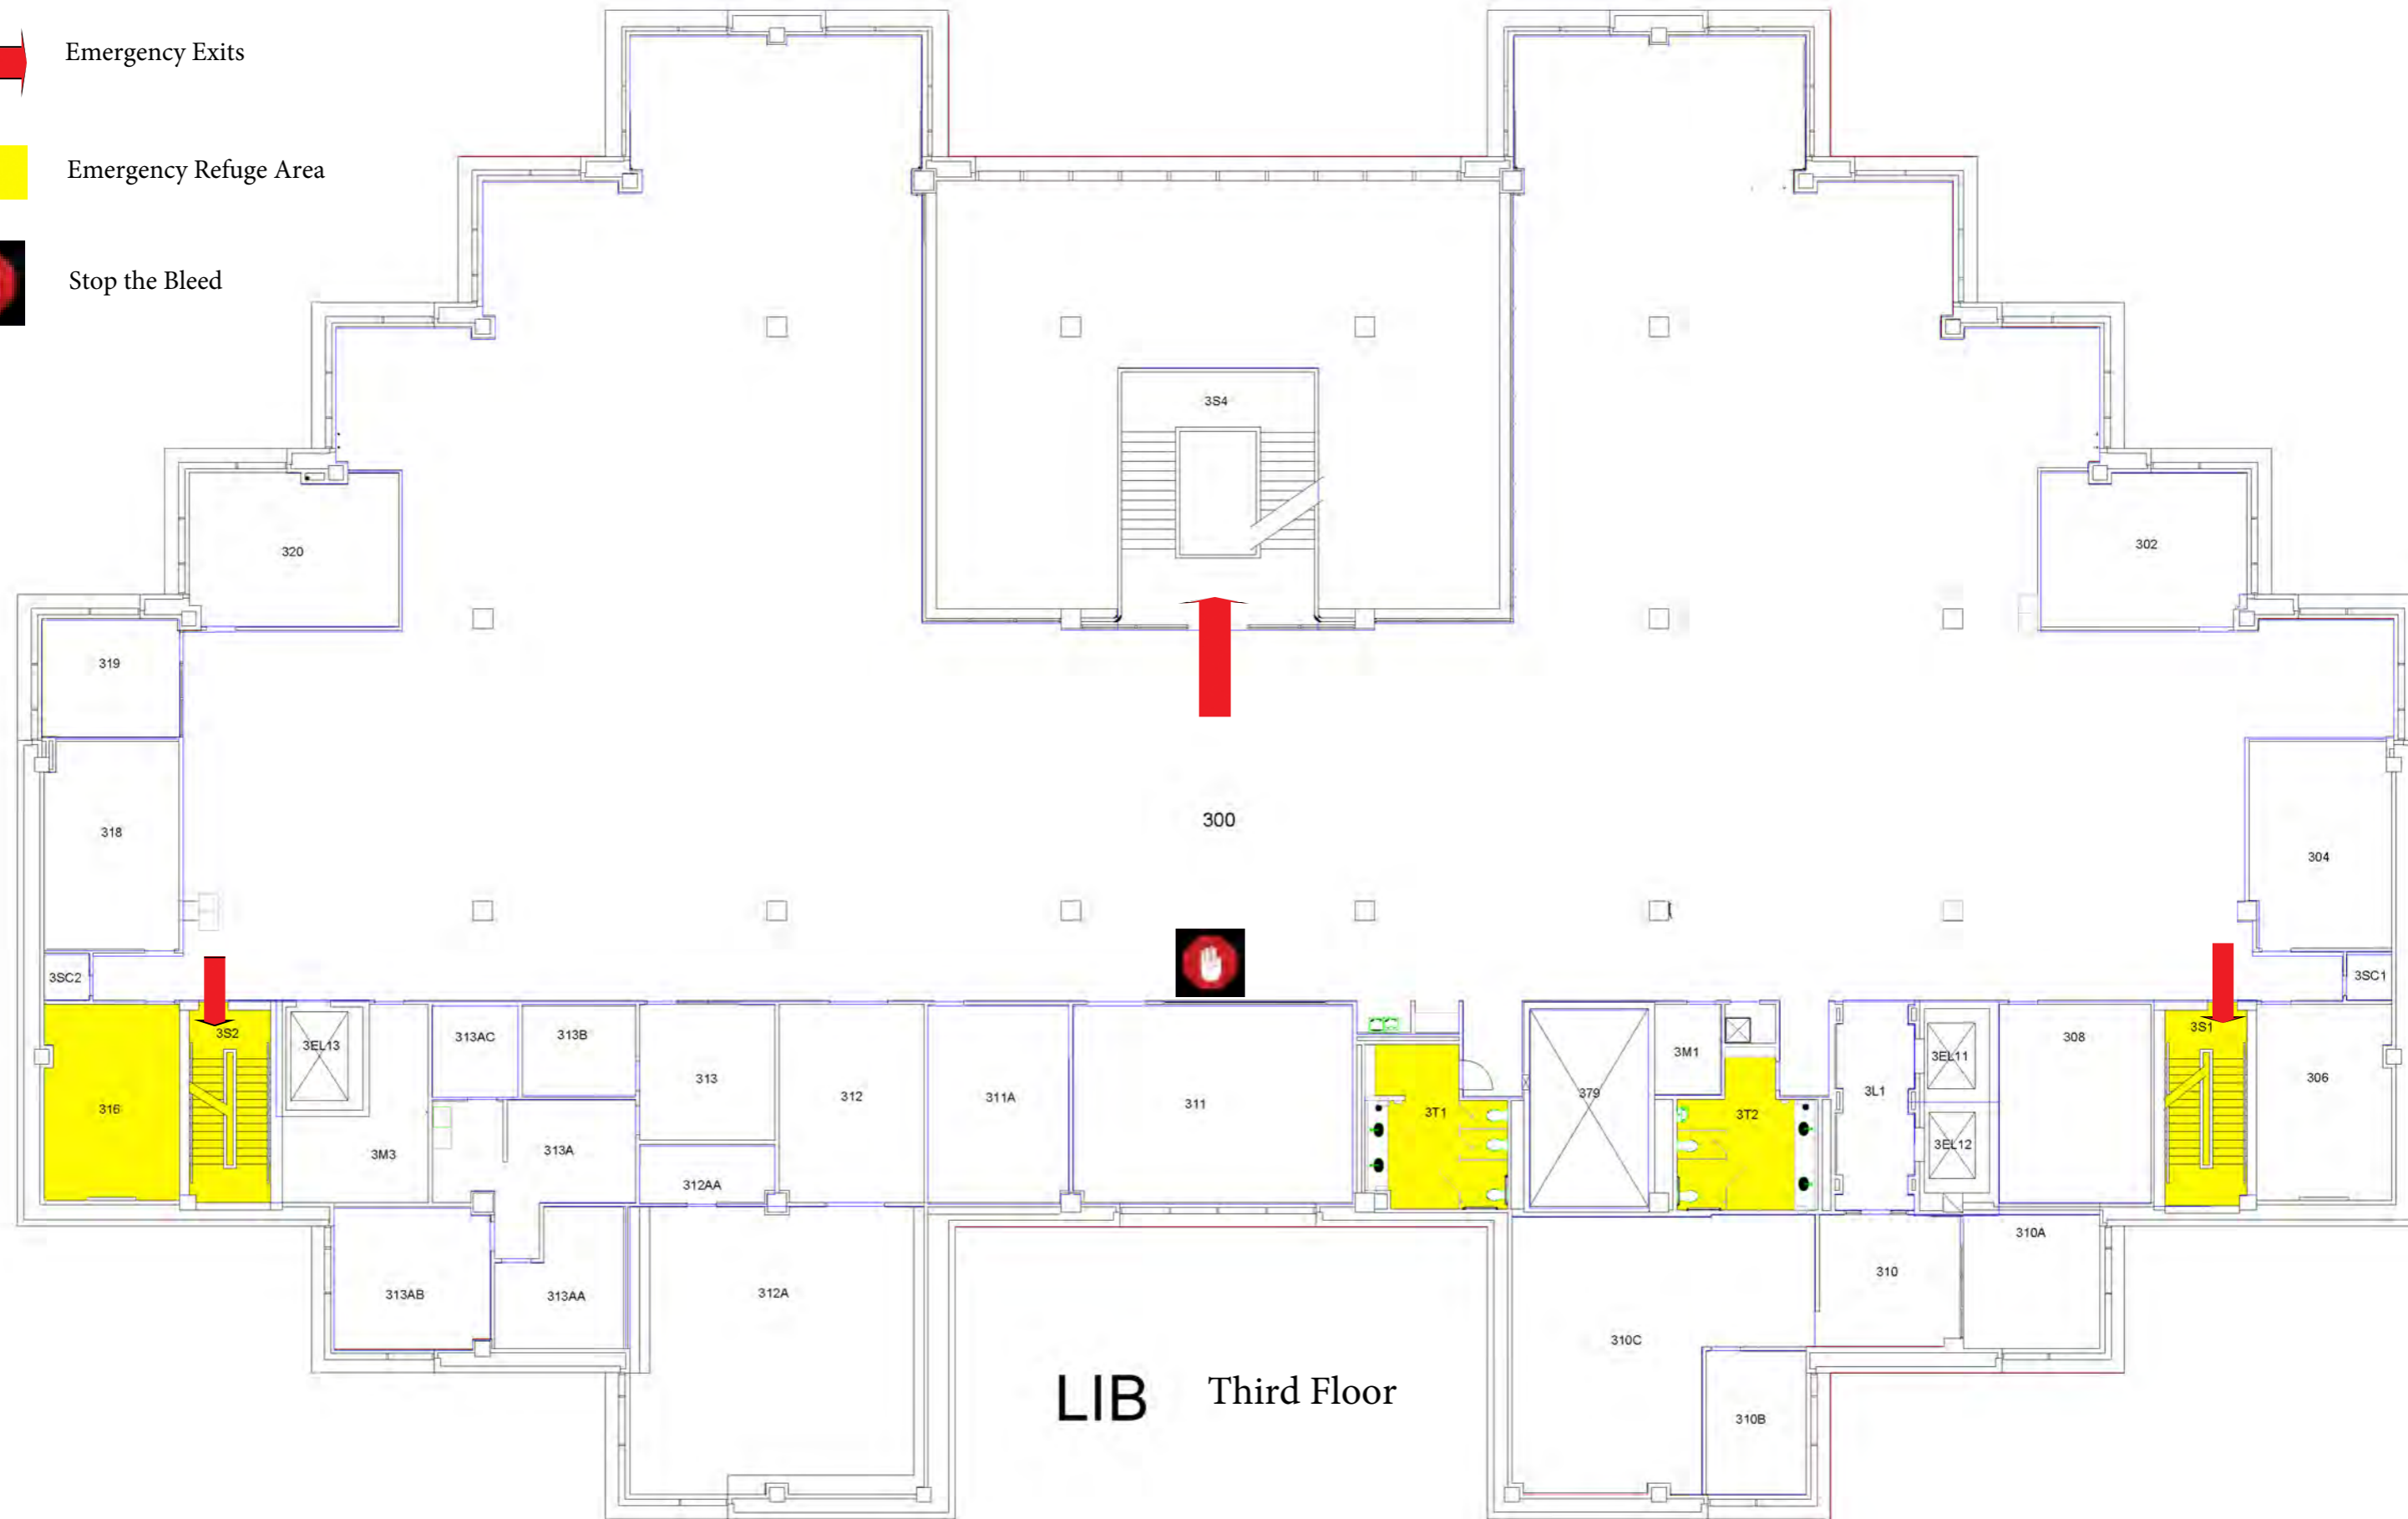 Emergency Exits
Emergency Refuge Area
Stop the Bleed
3S4
320
302
319
300
318
304
3SC2
3SC1
3S2
3EL13
313AC
313B
313
312
311A
311
3T1
379
3M1
3T2
3L1
3EL11
3EL12
308
3S1
306
316
3M3
313A
312AA
313AB
313AA
312A
310C
310
310A
310B
LIB Third Floor